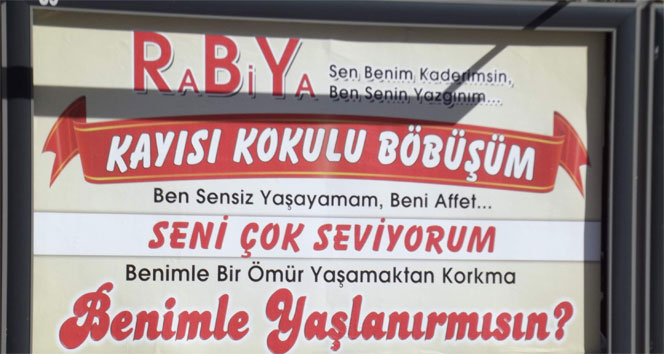 RaBiYa
Sen Benim Kaderimsin,
Ben Senin Yazgınım...
KAYISI KOKULU BÖBÜŞÜM
Ben Sensiz Yaşayamam, Beni Affet...
SENİ ÇOK SEVİYORUM
Benimle Bir Ömür Yaşamaktan Korkma
Benimle Yaşlanırmısın?